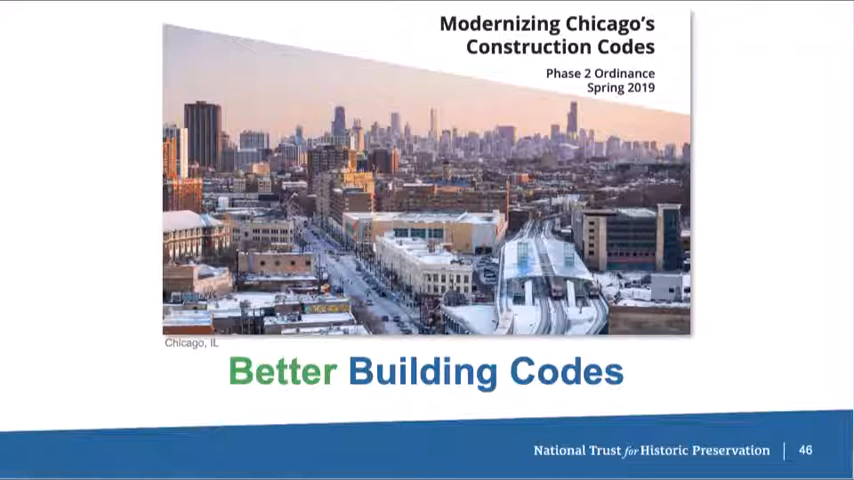 Modernizing Chicago's
Construction Codes
Phase 2 Ordinance
Spring 2019
Chicago, IL
Better Building Codes
National Trust for Historic Preservation | 46